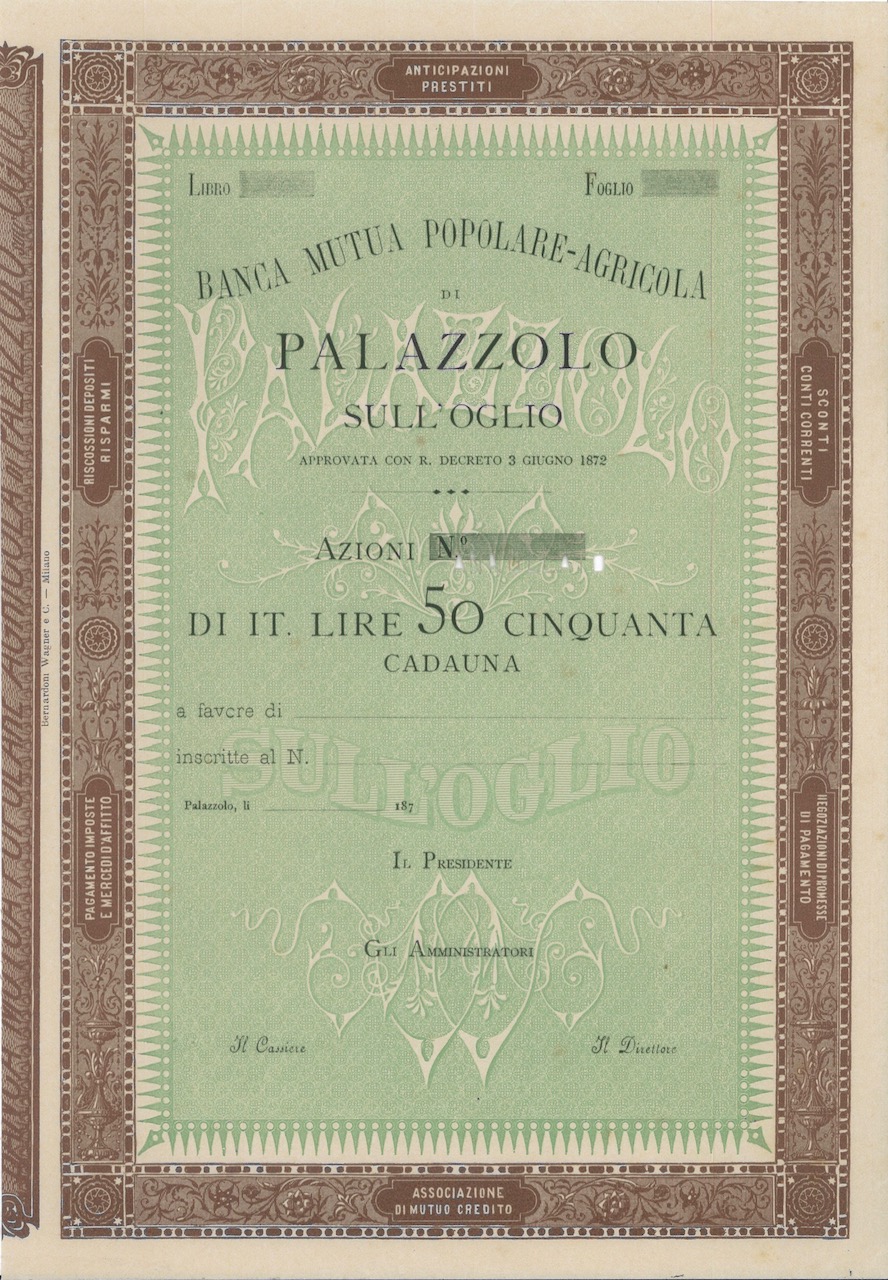 ANTICIPAZIONI
PRESTITI
LIBRO
FOGLIO
BANCA MUTUA POPOLARE-AGRICOLA
DI
PALAZZOLO
SULL'OGLIO
APPROVATA CON R. DECRETO 3 GIUGNO 1872
AZIONI N.º
DI IT. LIRE 50 CINQUANTA
CADAUNA
a favore di
inscritte al N.
Palazzolo, li 187
IL PRESIDENTE
GLI AMMINISTRATORI
Il Cassiere
Il Direttore
PALAZZOLO
SULL'OGLIO
RISCOSSIONI DEPOSITI
RISPARMI
SCONTI
CONTI CORRENTI
PAGAMENTO IMPOSTE
E MERCEDI D'AFFITTO
NEGOZIAZIONI DI PROMESSE
DI PAGAMENTO
ASSOCIAZIONE
DI MUTUO CREDITO
Bernardoni Wagner e C. — Milano